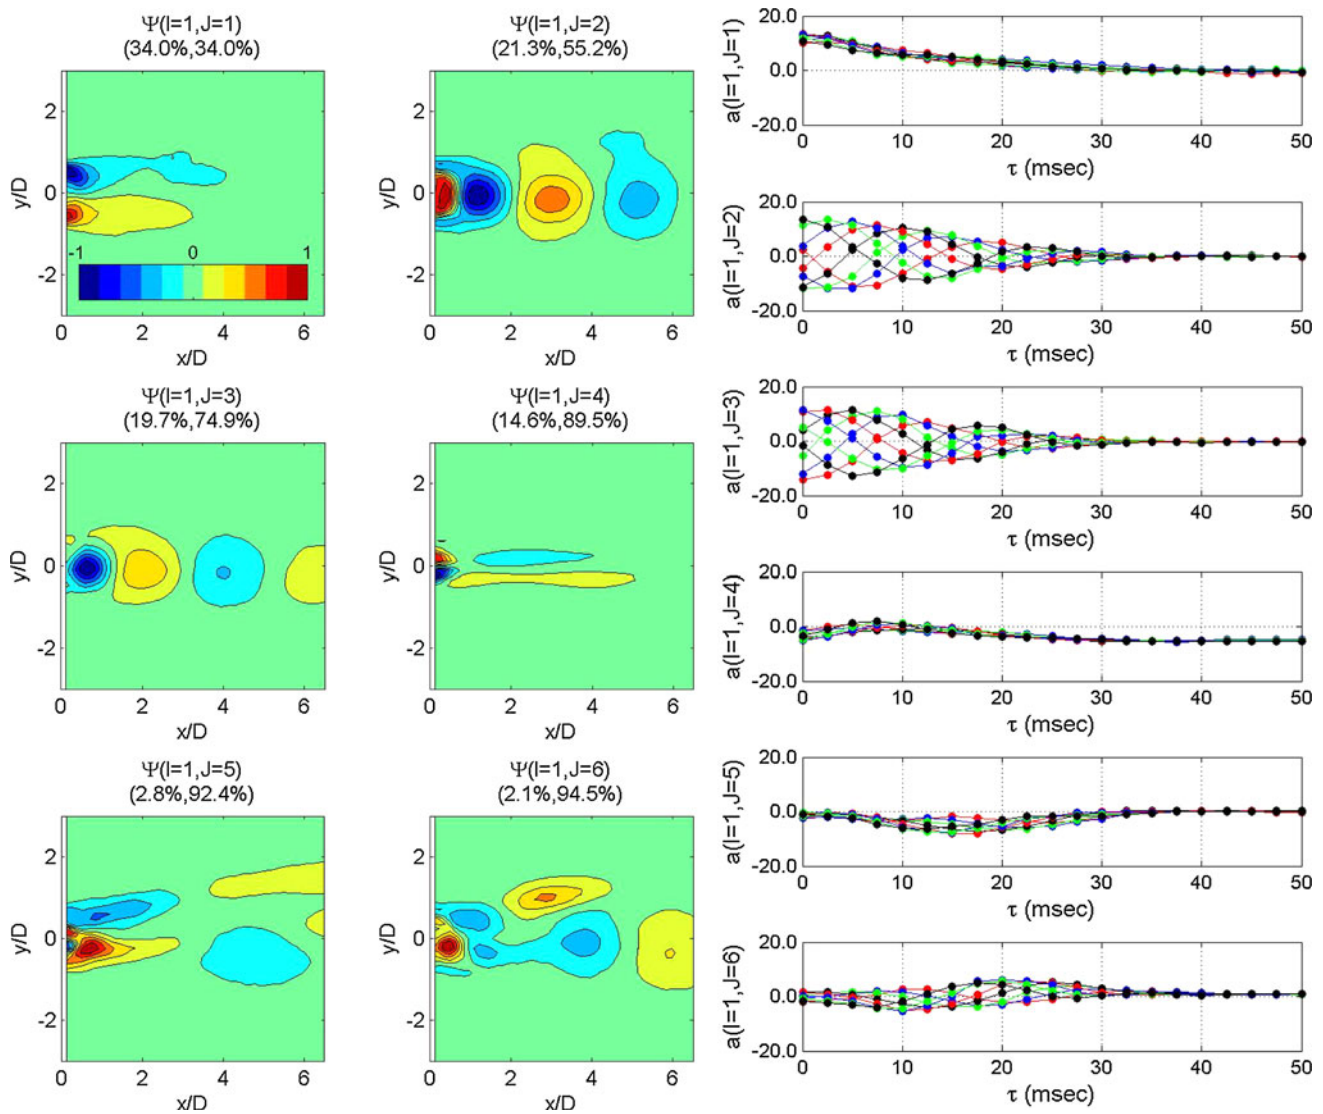 Ψ(I=1,J=1)
(34.0%,34.0%)
2
0
-2
y/D
-1 0 1
0 2 4 6
x/D
Ψ(I=1,J=2)
(21.3%,55.2%)
2
0
-2
y/D
0 2 4 6
x/D
20.0
0.0
-20.0
a(I=1,J=1)
0 10 20 30 40 50
τ (msec)
20.0
0.0
-20.0
a(I=1,J=2)
0 10 20 30 40 50
τ (msec)
Ψ(I=1,J=3)
(19.7%,74.9%)
2
0
-2
y/D
0 2 4 6
x/D
Ψ(I=1,J=4)
(14.6%,89.5%)
2
0
-2
y/D
0 2 4 6
x/D
20.0
0.0
-20.0
a(I=1,J=3)
0 10 20 30 40 50
τ (msec)
20.0
0.0
-20.0
a(I=1,J=4)
0 10 20 30 40 50
τ (msec)
Ψ(I=1,J=5)
(2.8%,92.4%)
2
0
-2
y/D
0 2 4 6
x/D
Ψ(I=1,J=6)
(2.1%,94.5%)
2
0
-2
y/D
0 2 4 6
x/D
20.0
0.0
-20.0
a(I=1,J=5)
0 10 20 30 40 50
τ (msec)
20.0
0.0
-20.0
a(I=1,J=6)
0 10 20 30 40 50
τ (msec)